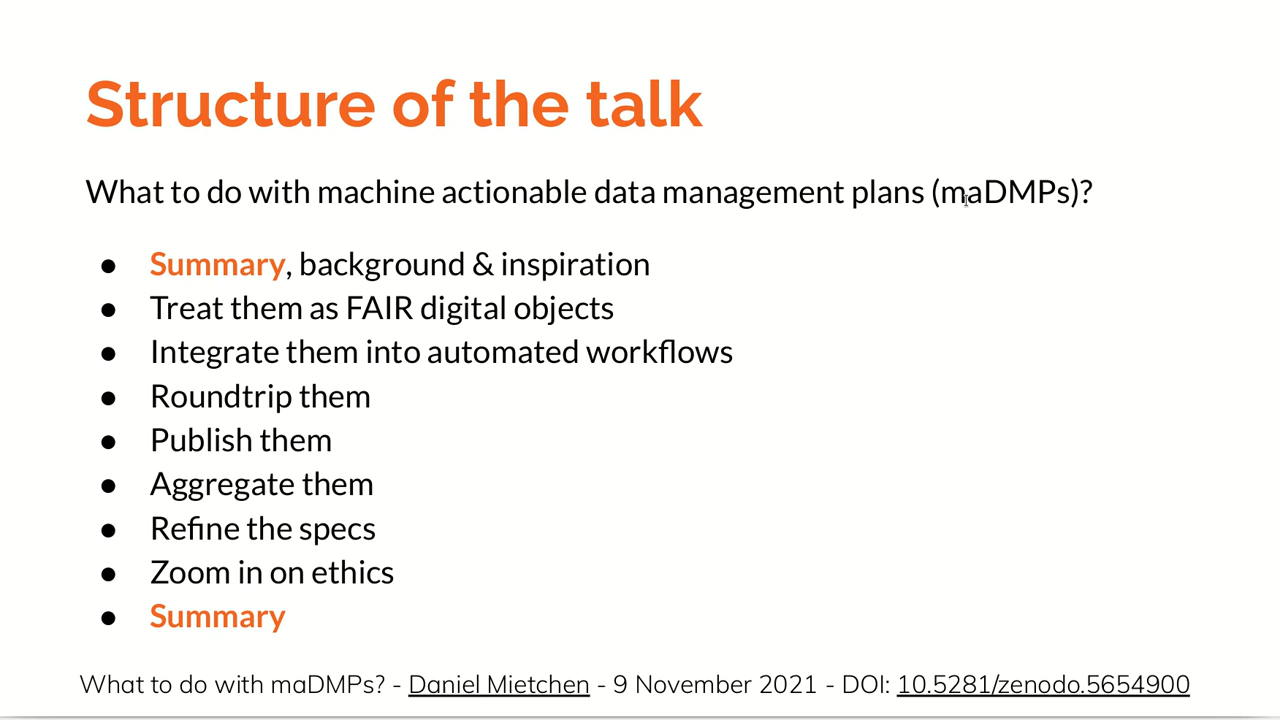 Structure of the talk
What to do with machine actionable data management plans (maDMPs)?
● Summary, background & inspiration
● Treat them as FAIR digital objects
● Integrate them into automated workflows
● Roundtrip them
● Publish them
● Aggregate them
● Refine the specs
● Zoom in on ethics
● Summary
What to do with maDMPs? - Daniel Mietchen - 9 November 2021 - DOI: 10.5281/zenodo.5654900